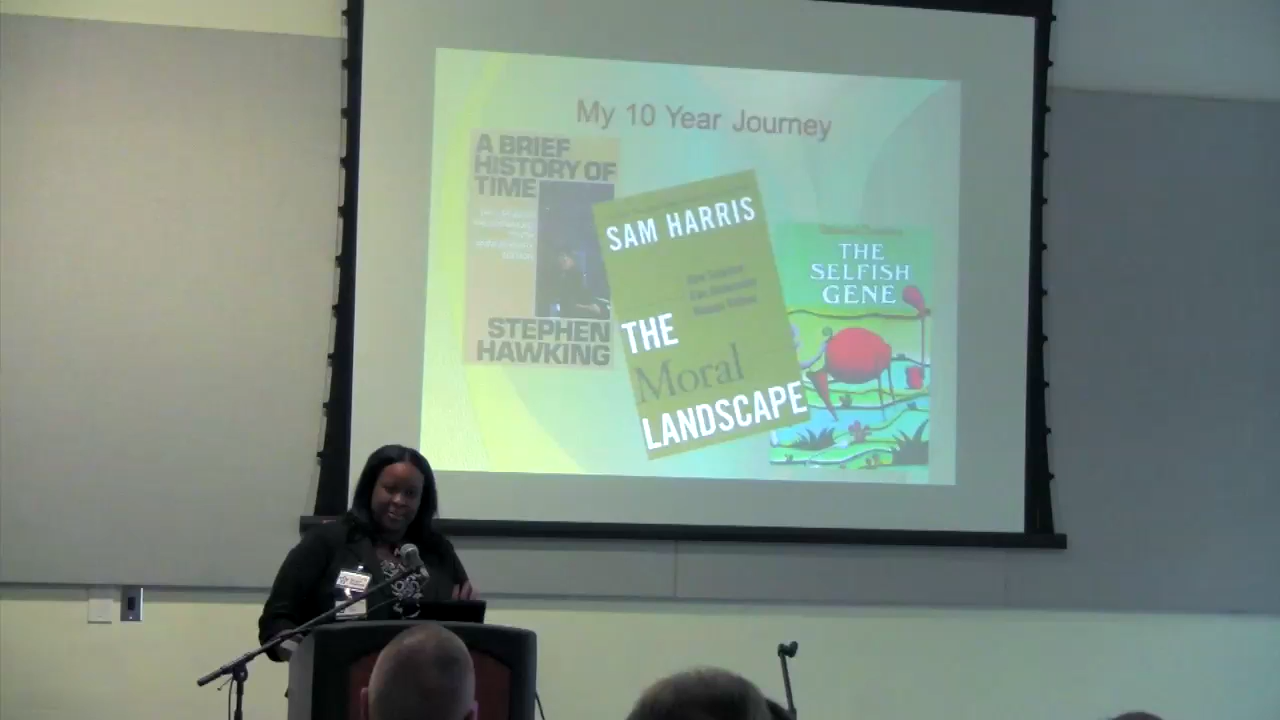 My 10 Year Journey
A BRIEF
HISTORY OF
TIME
STEPHEN
HAWKING
SAM HARRIS
THE
Moral
LANDSCAPE
THE
SELFISH
GENE